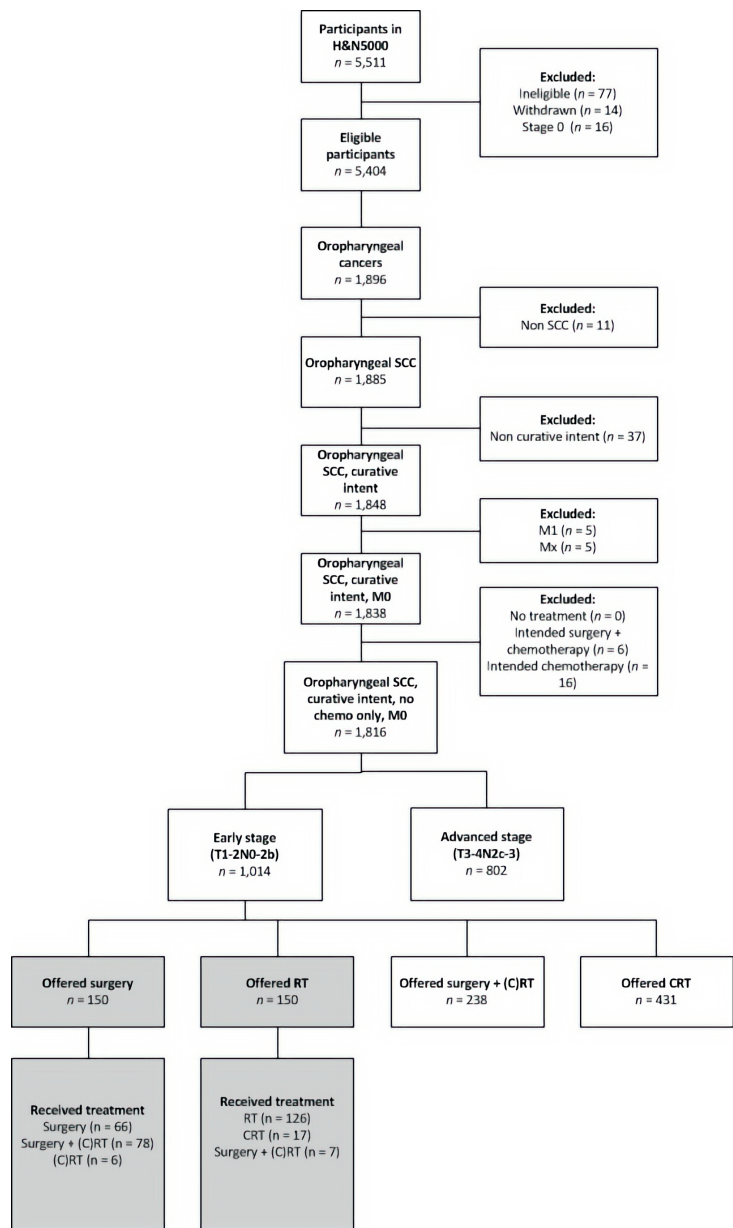 Participants in
H&N5000
n = 5,511
Excluded:
Ineligible (n = 77)
Withdrawn (n = 14)
Stage 0 (n = 16)
Eligible
participants
n = 5,404
Oropharyngeal
cancers
n = 1,896
Excluded:
Non SCC (n = 11)
Oropharyngeal SCC
n = 1,885
Excluded:
Non curative intent (n = 37)
Oropharyngeal
SCC, curative
intent
n = 1,848
Excluded:
M1 (n = 5)
Mx (n = 5)
Oropharyngeal
SCC, curative
intent, M0
n = 1,838
Excluded:
No treatment (n = 0)
Intended surgery +
chemotherapy (n = 6)
Intended chemotherapy (n =
16)
Oropharyngeal SCC,
curative intent, no
chemo only, M0
n = 1,816
Early stage
(T1-2N0-2b)
n = 1,014
Advanced stage
(T3-4N2c-3)
n = 802
Offered surgery
n = 150
Offered RT
n = 150
Offered surgery + (C)RT
n = 238
Offered CRT
n = 431
Received treatment
Surgery (n = 66)
Surgery + (C)RT (n = 78)
(C)RT (n = 6)
Received treatment
RT (n = 126)
CRT (n = 17)
Surgery + (C)RT (n = 7)